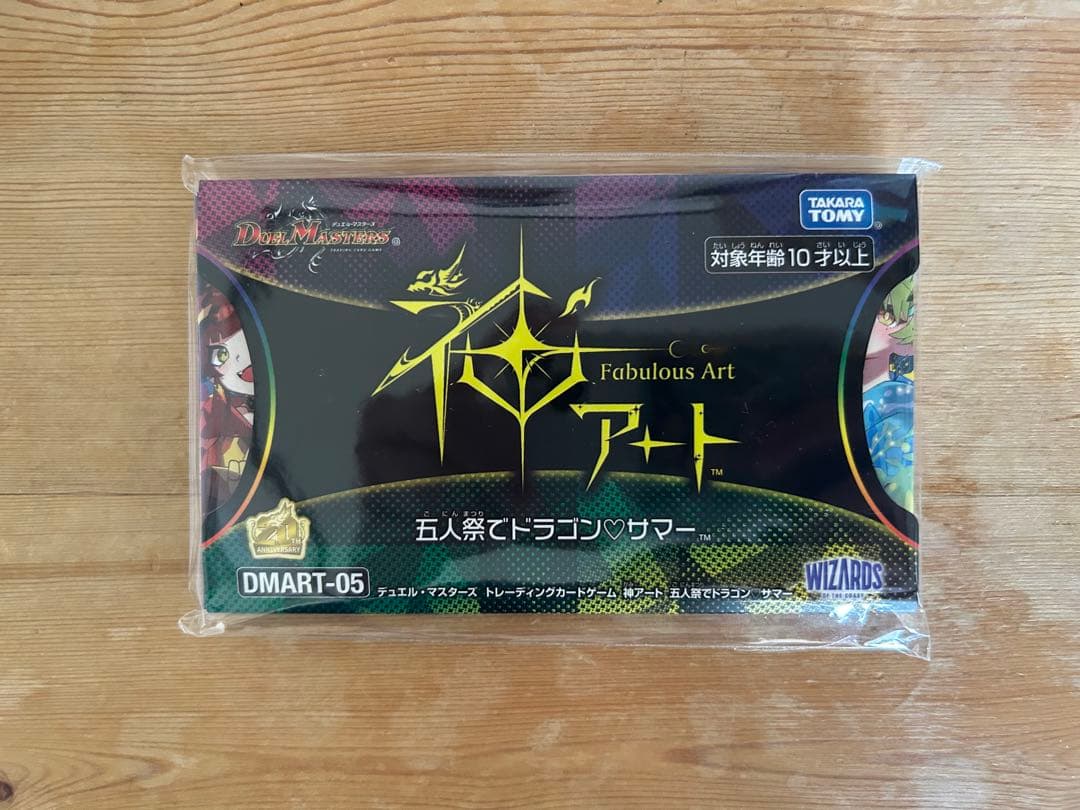 TAKARA
TOMY
デュエル・マスターズ
DUEL MASTERS
TRADING CARD GAME
たいしょうねんれい さいいじょう
対象年齢10才以上
神
Fabulous Art
アート™
ごにんまつり
五人祭でドラゴン♡サマー™
21TH
ANNIVERSARY
DMART-05
デュエル・マスターズ トレーディングカードゲーム 神アート 五人祭でドラゴン♡サマー
WIZARDS
OF THE COAST